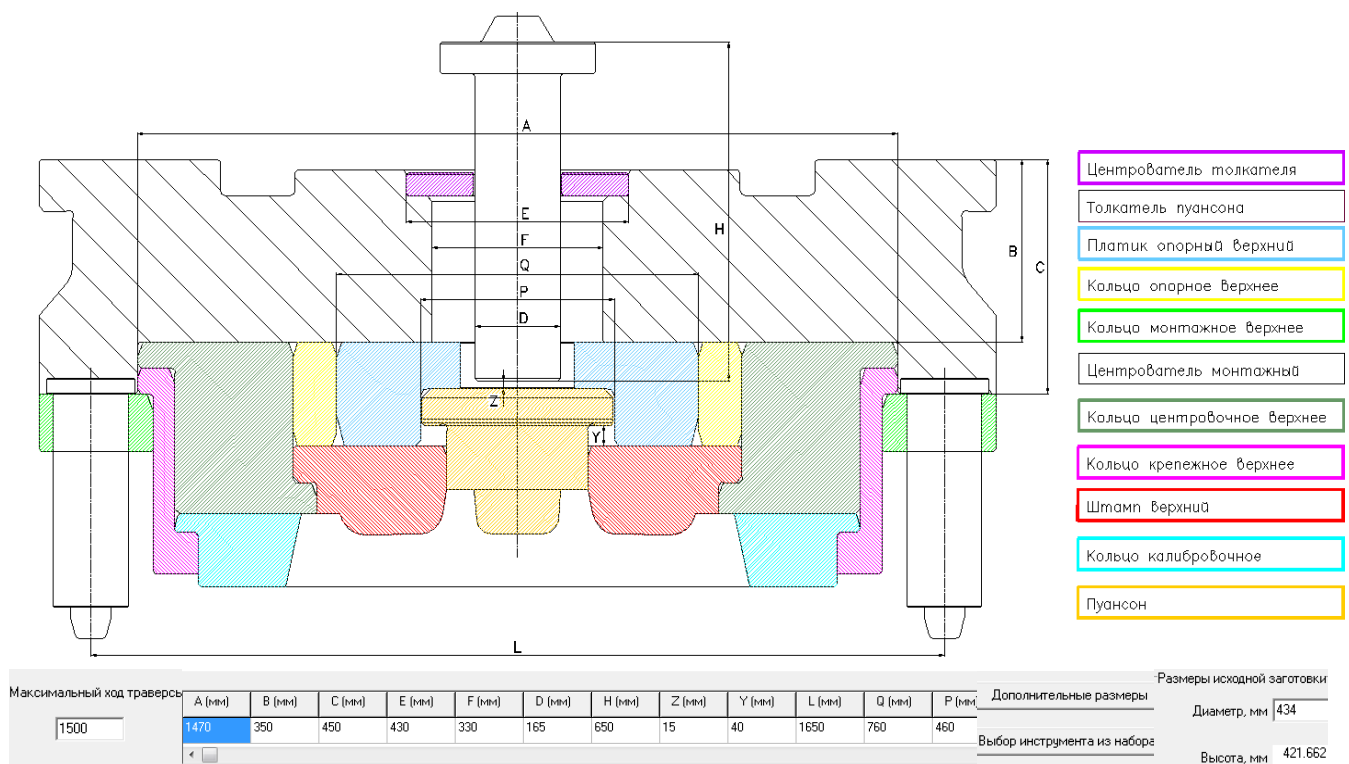 A
H
E
F
Q
P
D
B
C
Z
Y
L
Центрователь толкателя
Толкатель пуансона
Платик опорный верхний
Кольцо опорное верхнее
Кольцо монтажное верхнее
Центрователь монтажный
Кольцо центровочное верхнее
Кольцо крепежное верхнее
Штамп верхний
Кольцо калибровочное
Пуансон
Максимальный ход траверсы
1500
A (мм) B (мм) C (мм) E (мм) F (мм) D (мм) H (мм) Z (мм) Y (мм) L (мм) Q (мм) P (мм)
1470 350 450 430 330 165 650 15 40 1650 760 460
Дополнительные размеры
Выбор инструмента из набора
Размеры исходной заготовки
Диаметр, мм 434
Высота, мм 421.662